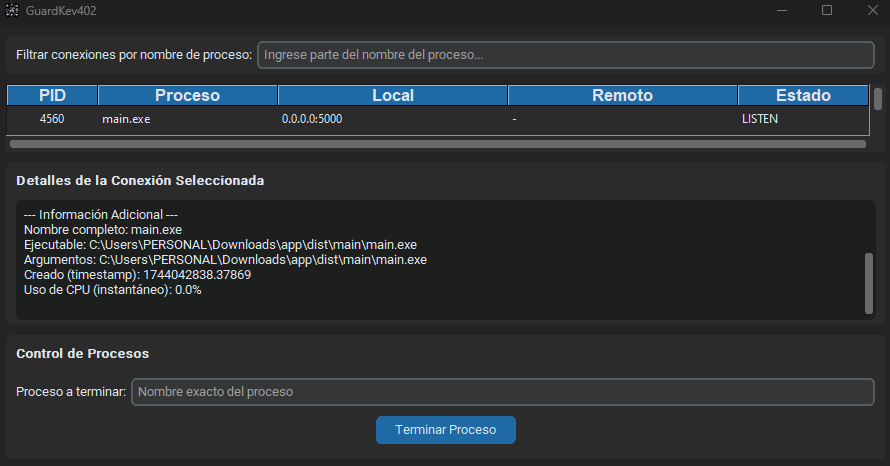 GuardKev402
Filtrar conexiones por nombre de proceso: Ingrese parte del nombre del proceso...
PID Proceso Local Remoto Estado
4560 main.exe 0.0.0.0:5000 - LISTEN
Detalles de la Conexión Seleccionada
--- Información Adicional ---
Nombre completo: main.exe
Ejecutable: C:\Users\PERSONAL\Downloads\app\dist\main\main.exe
Argumentos: C:\Users\PERSONAL\Downloads\app\dist\main\main.exe
Creado (timestamp): 1744042838.37869
Uso de CPU (instantáneo): 0.0%
Control de Procesos
Proceso a terminar: Nombre exacto del proceso
Terminar Proceso